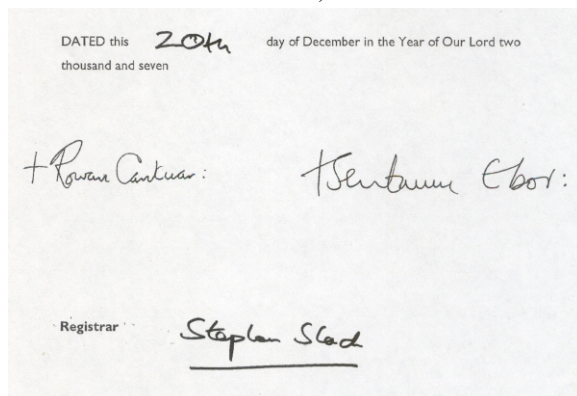 DATED this 20th day of December in the Year of Our Lord two
thousand and seven
+ Rowan Cantuar: + Sentamu Ebor:
Registrar Stephen Slack